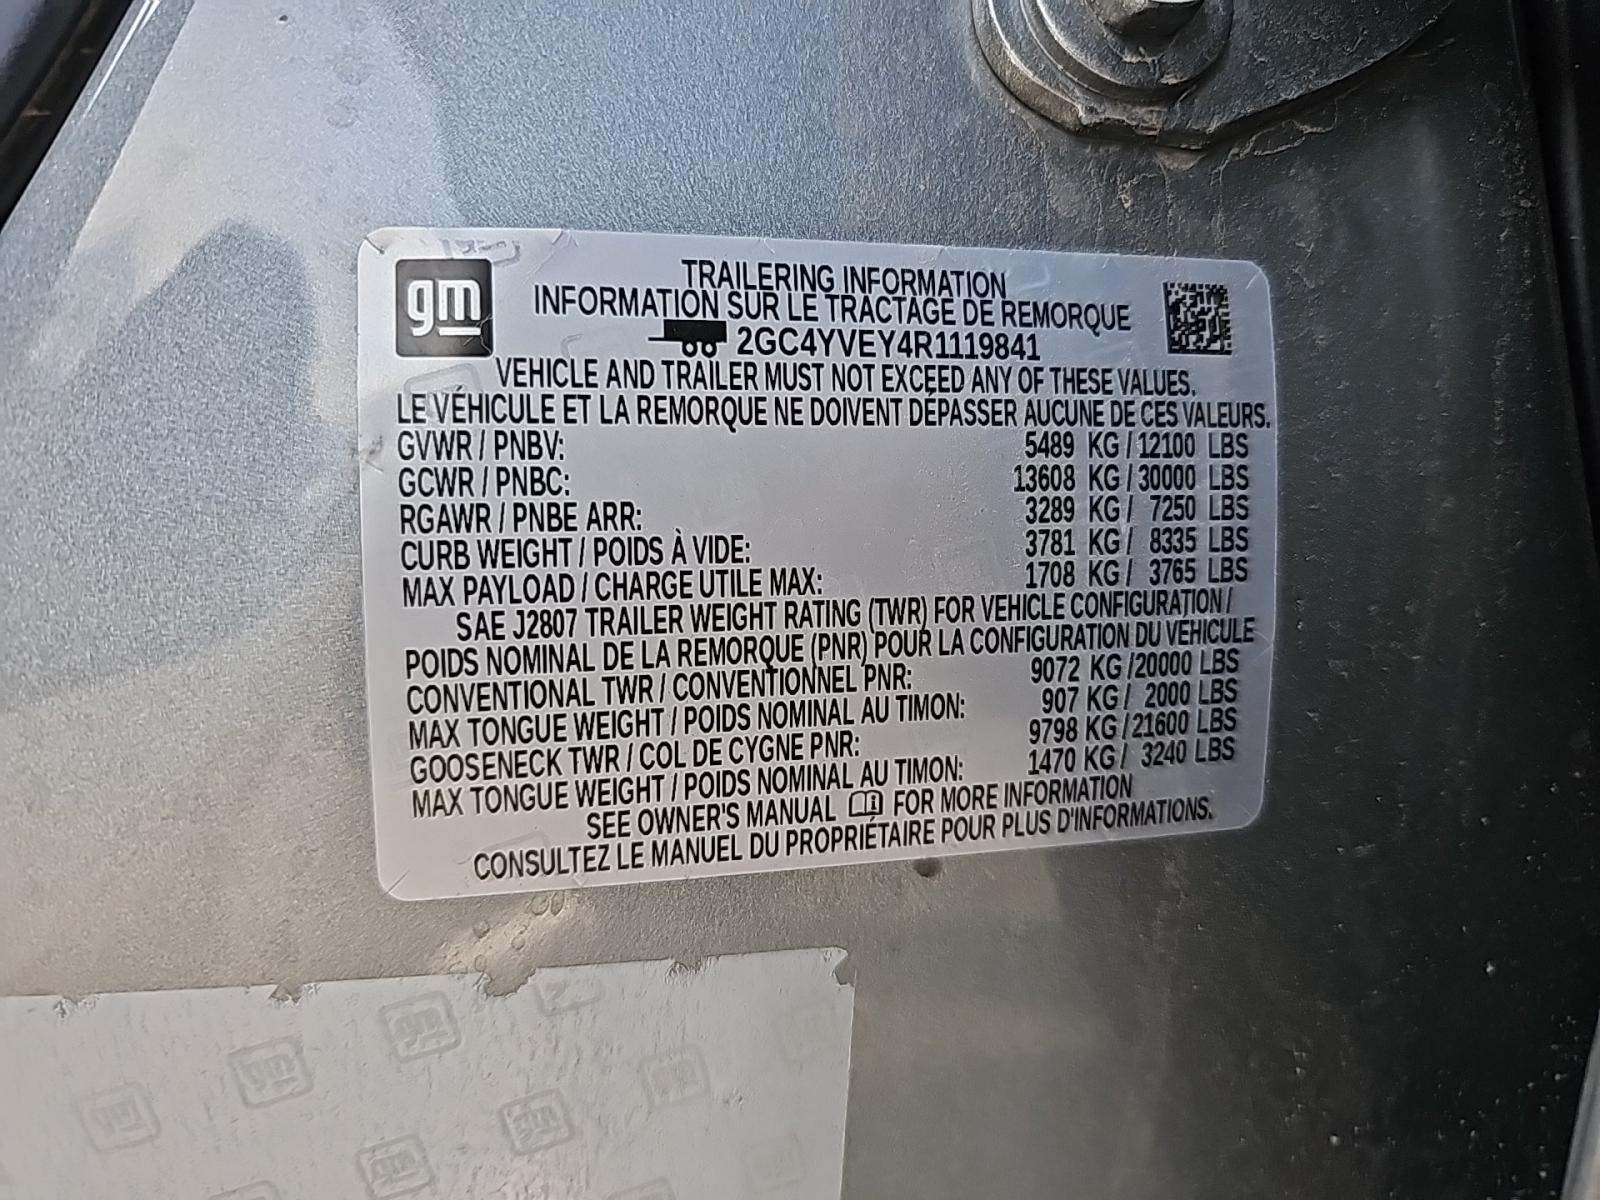 gm
TRAILERING INFORMATION
INFORMATION SUR LE TRACTAGE DE REMORQUE
2GC4YVEY4R1119841
VEHICLE AND TRAILER MUST NOT EXCEED ANY OF THESE VALUES.
LE VÉHICULE ET LA REMORQUE NE DOIVENT DÉPASSER AUCUNE DE CES VALEURS.
GVWR / PNBV: 5489 KG / 12100 LBS
GCWR / PNBC: 13608 KG / 30000 LBS
RGAWR / PNBE ARR: 3289 KG / 7250 LBS
CURB WEIGHT / POIDS À VIDE: 3781 KG / 8335 LBS
MAX PAYLOAD / CHARGE UTILE MAX: 1708 KG / 3765 LBS
SAE J2807 TRAILER WEIGHT RATING (TWR) FOR VEHICLE CONFIGURATION /
POIDS NOMINAL DE LA REMORQUE (PNR) POUR LA CONFIGURATION DU VÉHICULE
CONVENTIONAL TWR / CONVENTIONNEL PNR: 9072 KG / 20000 LBS
MAX TONGUE WEIGHT / POIDS NOMINAL AU TIMON: 907 KG / 2000 LBS
GOOSENECK TWR / COL DE CYGNE PNR: 9798 KG / 21600 LBS
MAX TONGUE WEIGHT / POIDS NOMINAL AU TIMON: 1470 KG / 3240 LBS
SEE OWNER'S MANUAL FOR MORE INFORMATION
CONSULTEZ LE MANUEL DU PROPRIÉTAIRE POUR PLUS D'INFORMATIONS.